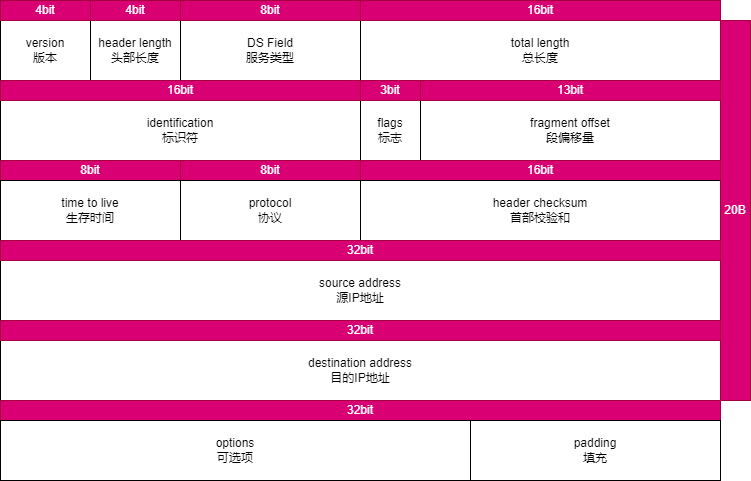 4bit 4bit 8bit 16bit
version header length DS Field total length
版本 头部长度 服务类型 总长度
16bit 3bit 13bit
identification flags fragment offset
标识符 标志 段偏移量
8bit 8bit 16bit
time to live protocol header checksum
生存时间 协议 首部校验和
20B
32bit
source address
源IP地址
32bit
destination address
目的IP地址
32bit
options padding
可选项 填充